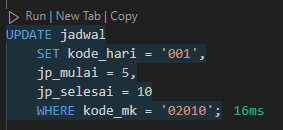 Run | New Tab | Copy
UPDATE jadwal
SET kode_hari = '001',
jp_mulai = 5,
jp_selesai = 10
WHERE kode_mk = '02010'; 16ms